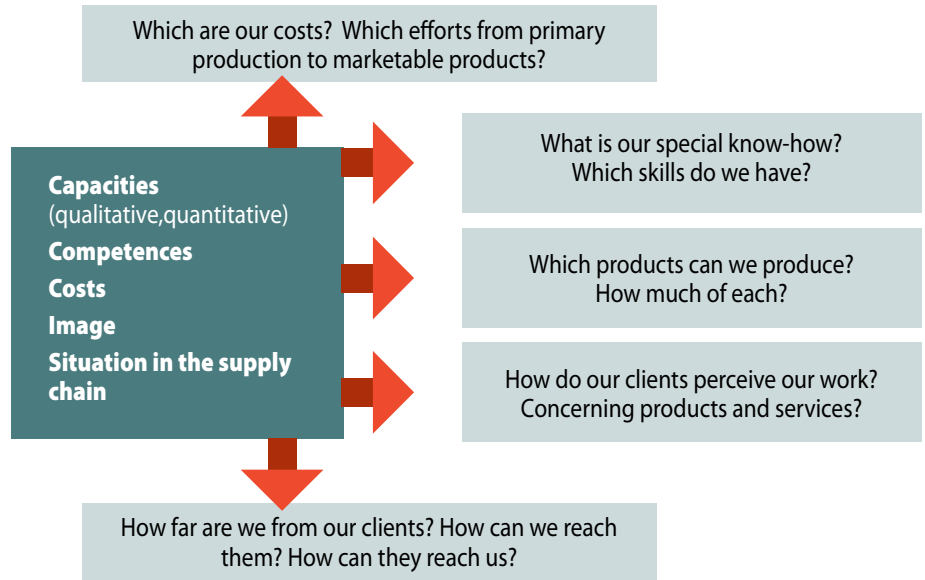 Which are our costs?  Which efforts from primary
production to marketable products?
Capacities
(qualitative,quantitative)
Competences
Costs
Image
Situation in the supply
chain
What is our special know-how?
Which skills do we have?
Which products can we produce?
How much of each?
How do our clients perceive our work?
Concerning products and services?
How far are we from our clients? How can we reach
them? How can they reach us?